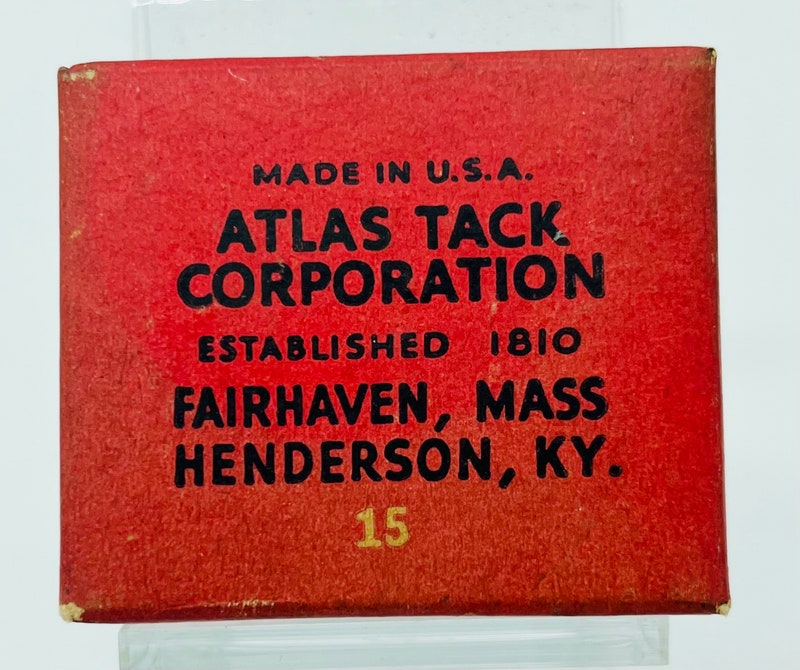 MADE IN U.S.A.
ATLAS TACK
CORPORATION
ESTABLISHED 1810
FAIRHAVEN, MASS
HENDERSON, KY.
15